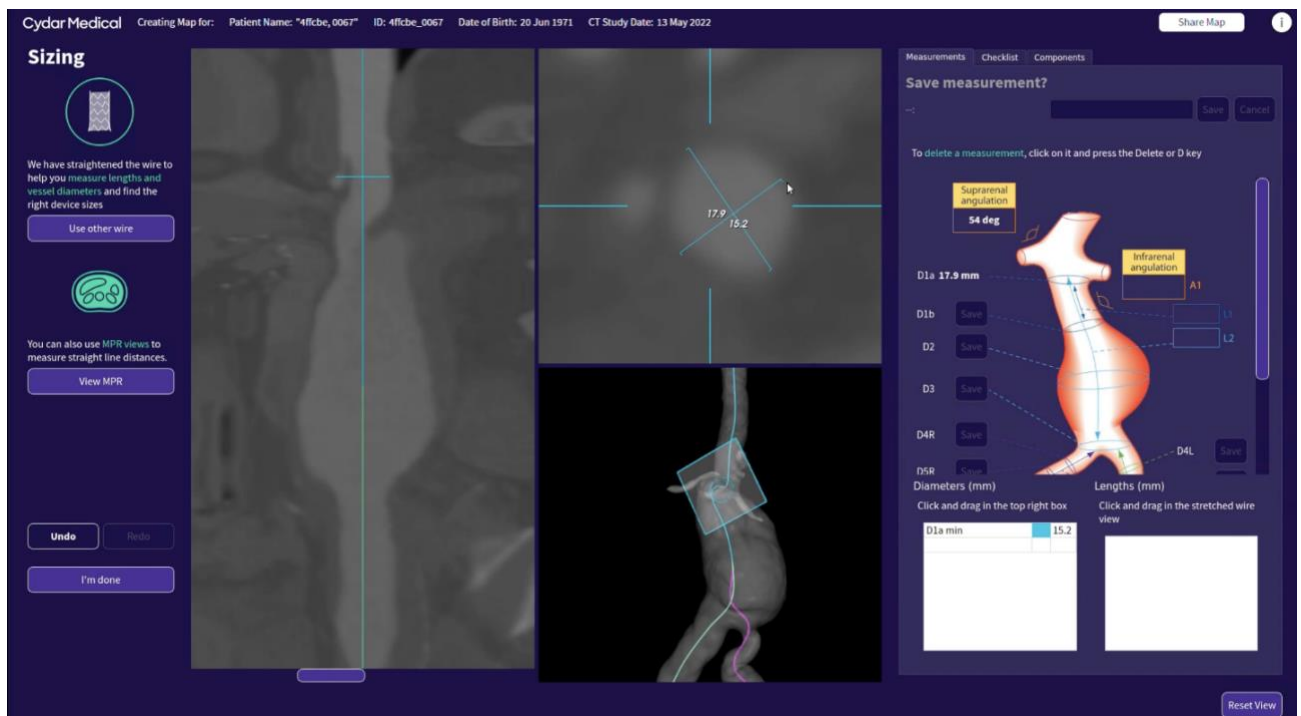 Cydar Medical Creating Map for: Patient Name: "4ffcbe, 0067" ID: 4ffcbe_0067 Date of Birth: 20 Jun 1971 CT Study Date: 13 May 2022 Share Map i
Sizing
We have straightened the wire to
help you measure lengths and
vessel diameters and find the
right device sizes
Use other wire
You can also use MPR views to
measure straight line distances.
View MPR
Undo Redo
I'm done
17.9
15.2
Measurements Checklist Components
Save measurement?
--: Save Cancel
To delete a measurement, click on it and press the Delete or D key
Suprarenal
angulation
54 deg
Infrarenal
angulation
A1
D1a 17.9 mm
D1b Save
L1
D2 Save
L2
D3 Save
D4R Save
D4L Save
D5R Save
Diameters (mm)
Click and drag in the top right box
D1a min 15.2
Lengths (mm)
Click and drag in the stretched wire
view
Reset View